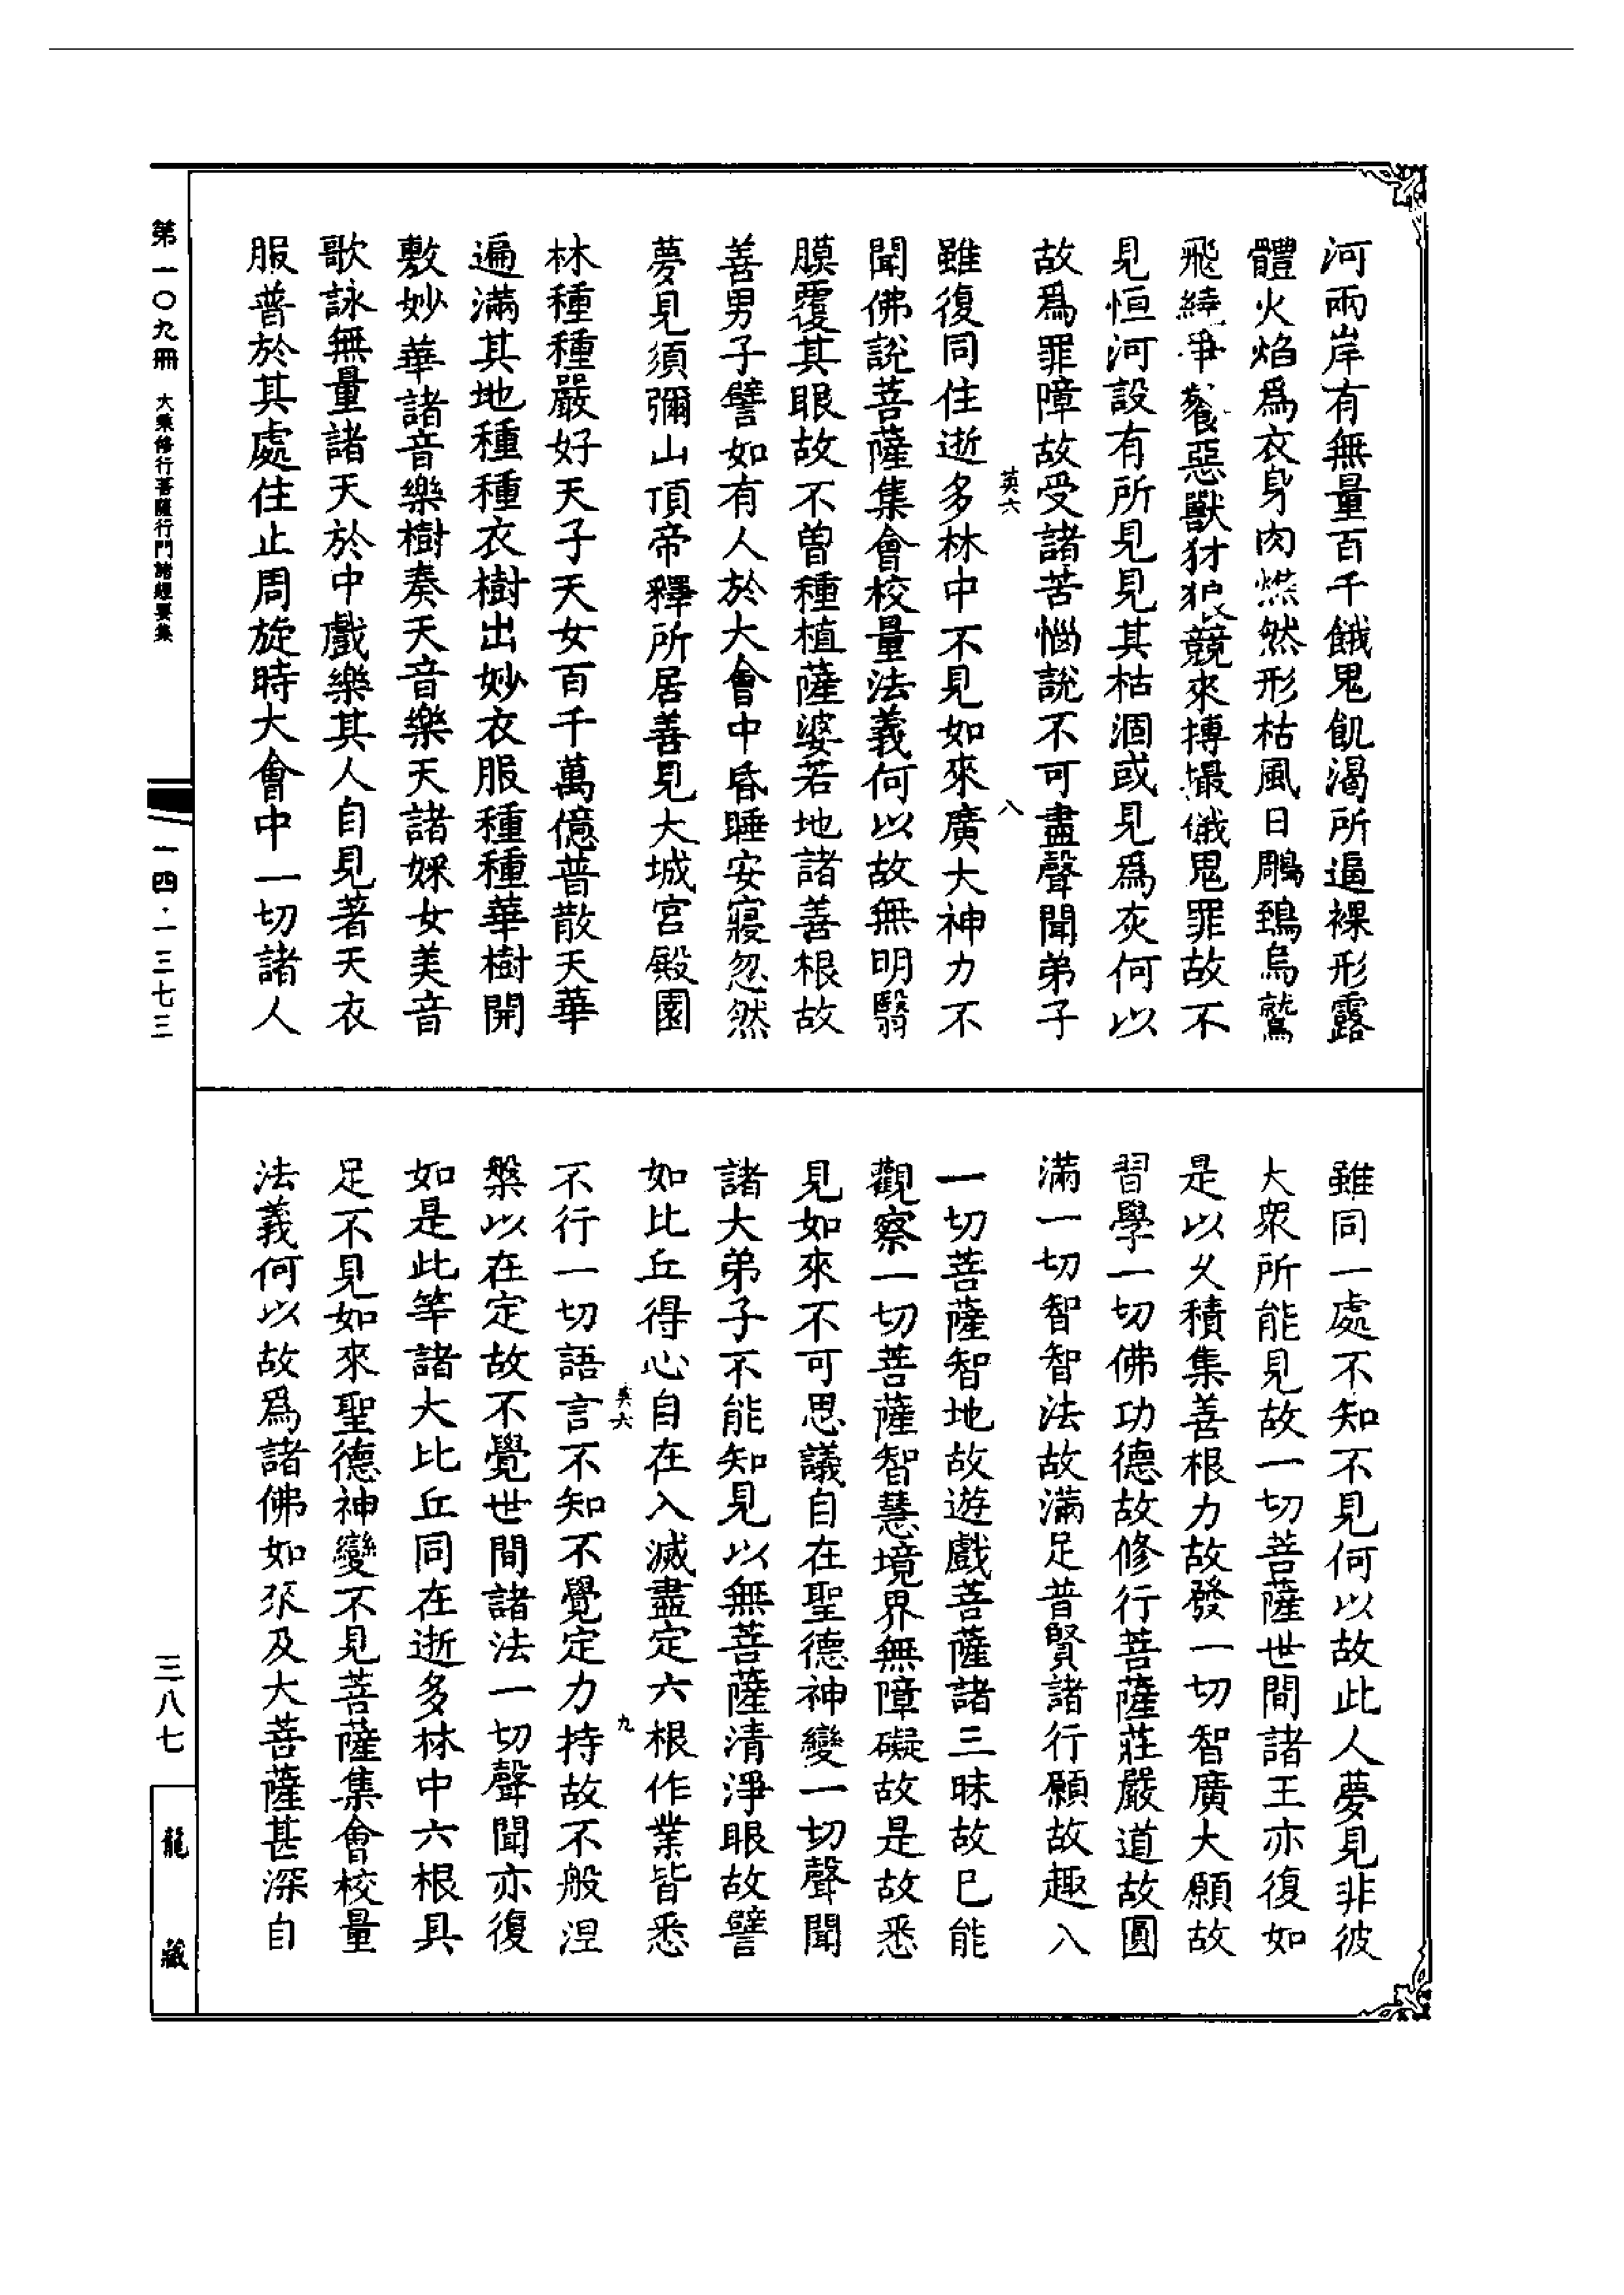 河兩岸有無量百千餓鬼飢渴所逼裸形露
體火焰爲衣身肉燋然形枯風日鵰鵄烏鷲
飛繞爭飡惡獸犲狼競來搏撮餓鬼罪故不
見恒河設有所見見其枯涸或見爲灰何以
故爲罪障故受諸苦惱說不可盡聲聞弟子
英六
八
雖復同住逝多林中不見如來廣大神力不
聞佛說菩薩集會校量法義何以故無明翳
膜覆其眼故不曾種植薩婆若地諸善根故
善男子譬如有人於大會中昏睡安寢忽然
夢見須彌山頂帝釋所居善見大城宮殿園
林種種嚴好天子天女百千萬億普散天華
遍滿其地種種衣樹出妙衣服種種華樹開
敷妙華諸音樂樹奏天音樂天諸婇女美音
歌詠無量諸天於中戲樂其人自見著天衣
服普於其處住止周旋時大會中一切諸人
雖同一處不知不見何以故此人夢見非彼
大衆所能見故一切菩薩世間諸王亦復如
是以久積集善根力故發一切智廣大願故
習學一切佛功德故修行菩薩莊嚴道故圓
滿一切智智法故滿足普賢諸行願故趣入
一切菩薩智地故遊戲菩薩諸三昧故已能
觀察一切菩薩智慧境界無障礙故是故悉
見如來不可思議自在聖德神變一切聲聞
諸大弟子不能知見以無菩薩清淨眼故譬
如比丘得心自在入滅盡定六根作業皆悉
英六
九
不行一切語言不知不覺定力持故不般涅
槃以在定故不覺世間諸法一切聲聞亦復
如是此等諸大比丘同在逝多林中六根具
足不見如來聖德神變不見菩薩集會校量
法義何以故爲諸佛如來及大菩薩甚深自
第一〇九冊
大乘修行菩薩行門諸經要集
一四·一三七三
三八七
龍藏